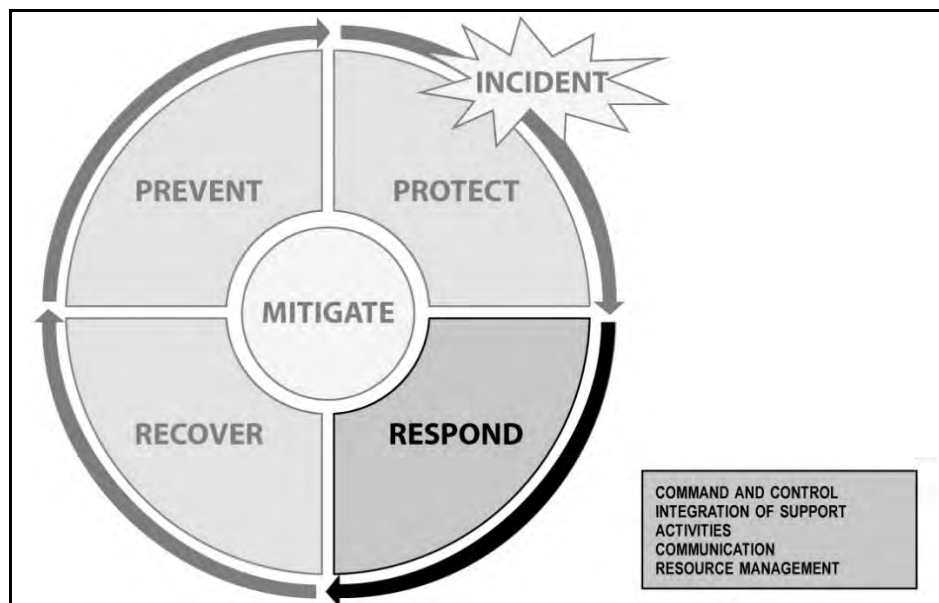 INCIDENT
PREVENT
PROTECT
MITIGATE
RECOVER
RESPOND
COMMAND AND CONTROL
INTEGRATION OF SUPPORT
ACTIVITIES
COMMUNICATION
RESOURCE MANAGEMENT